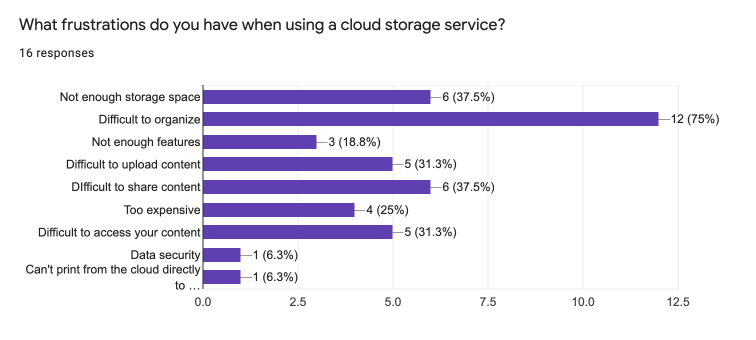 What frustrations do you have when using a cloud storage service?
16 responses
Not enough storage space 6 (37.5%)
Difficult to organize 12 (75%)
Not enough features 3 (18.8%)
Difficult to upload content 5 (31.3%)
DIfficult to share content 6 (37.5%)
Too expensive 4 (25%)
Difficult to access your content 5 (31.3%)
Data security 1 (6.3%)
Can't print from the cloud directly
to … 1 (6.3%)
0.0 2.5 5.0 7.5 10.0 12.5